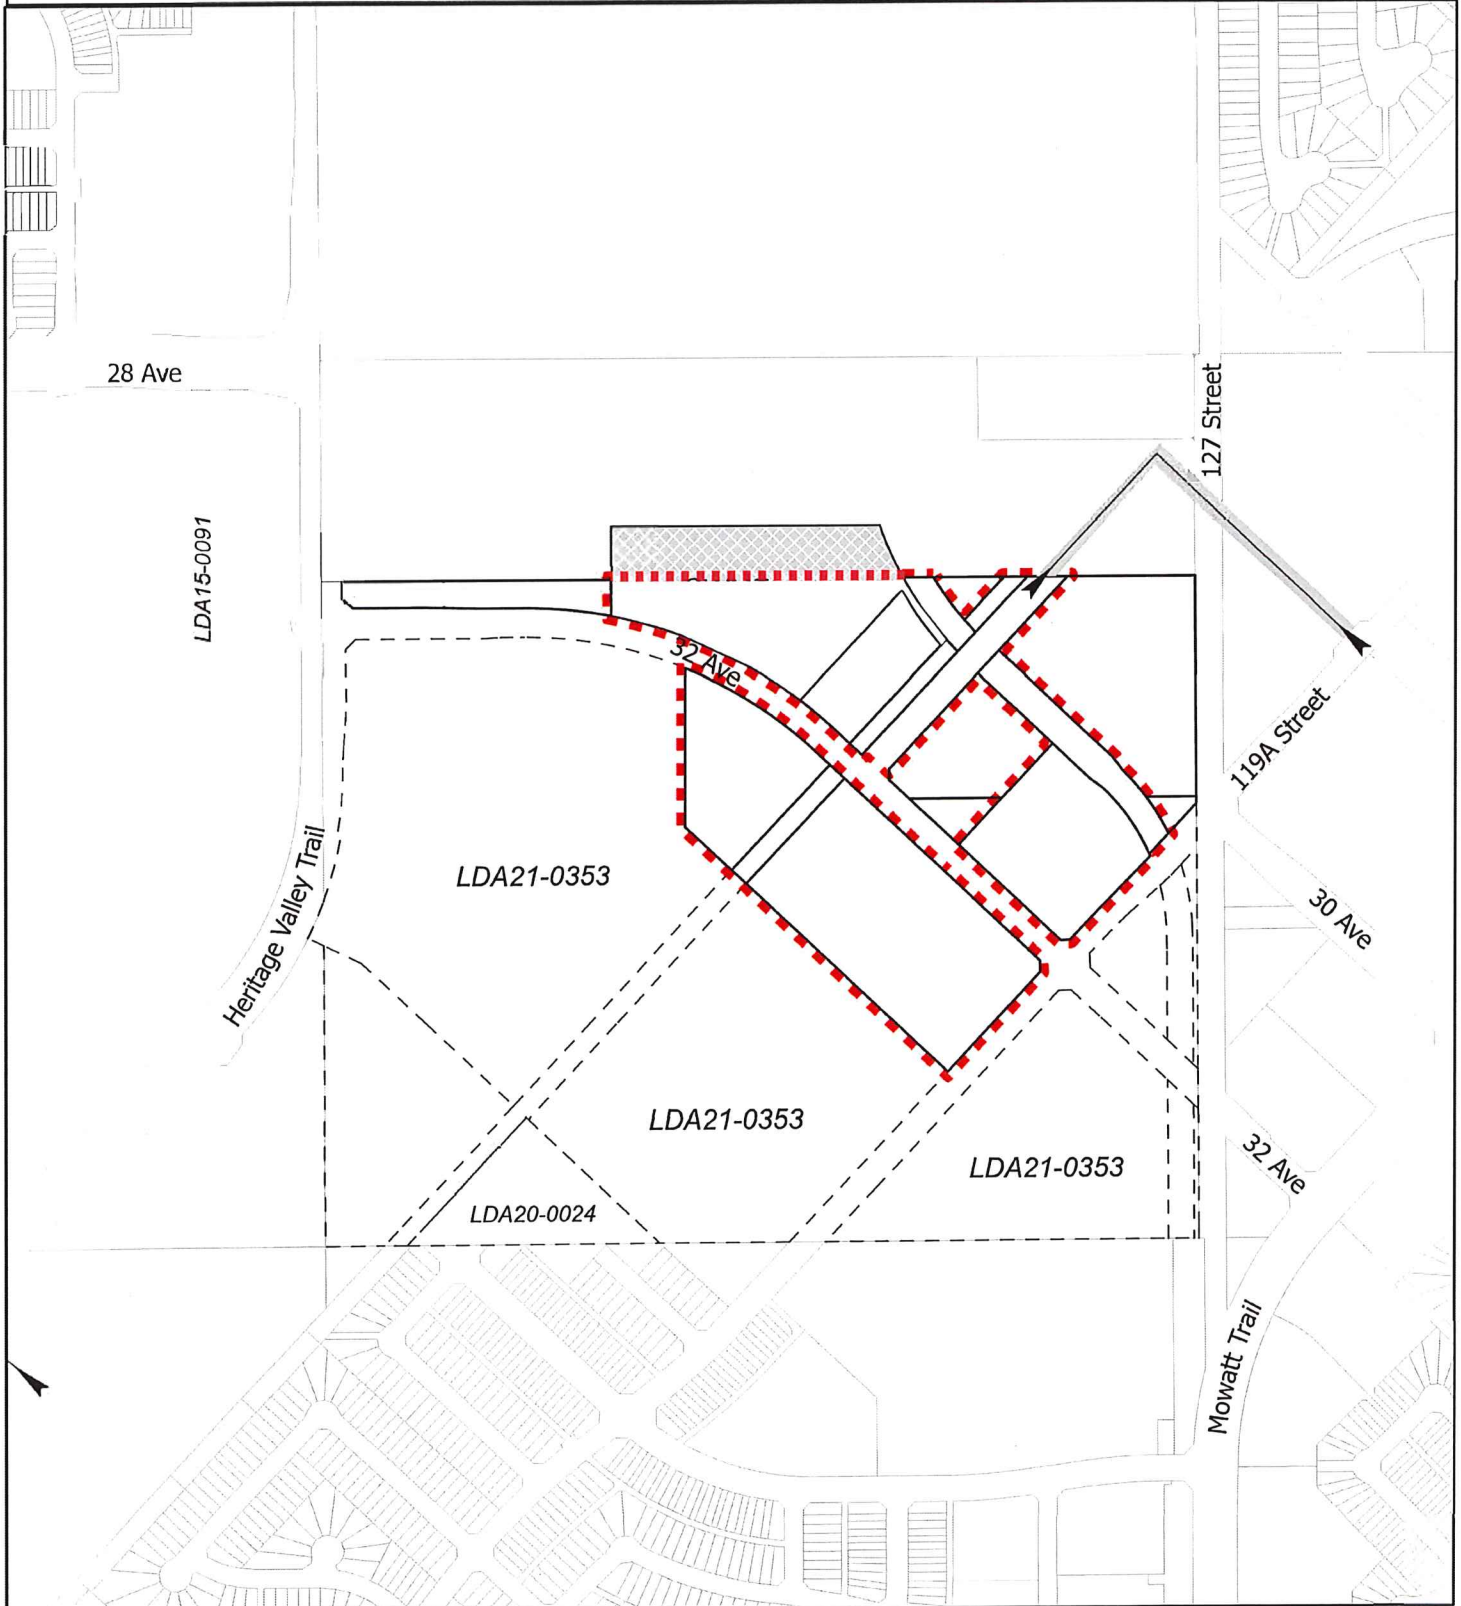 28 Ave
127 Street
LDA15-0091
32 Ave
119A Street
Heritage Valley Trail
LDA21-0353
30 Ave
LDA21-0353
LDA21-0353
32 Ave
LDA20-0024
Mowatt Trail